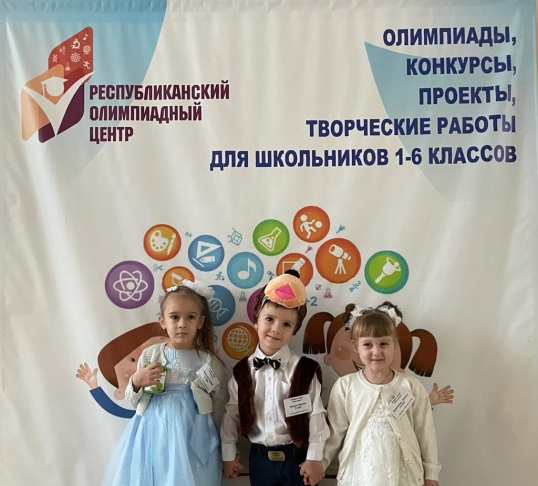 РЕСПУБЛИКАНСКИЙ
ОЛИМПИАДНЫЙ
ЦЕНТР
ОЛИМПИАДЫ,
КОНКУРСЫ,
ПРОЕКТЫ,
ТВОРЧЕСКИЕ РАБОТЫ
ДЛЯ ШКОЛЬНИКОВ 1-6 КЛАССОВ